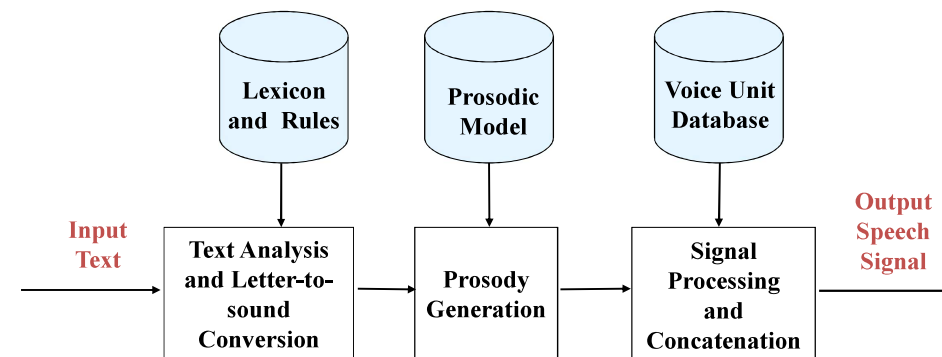 Lexicon
and Rules
Prosodic
Model
Voice Unit
Database
Input
Text
Text Analysis
and Letter-to-
sound
Conversion
Prosody
Generation
Signal
Processing
and
Concatenation
Output
Speech
Signal